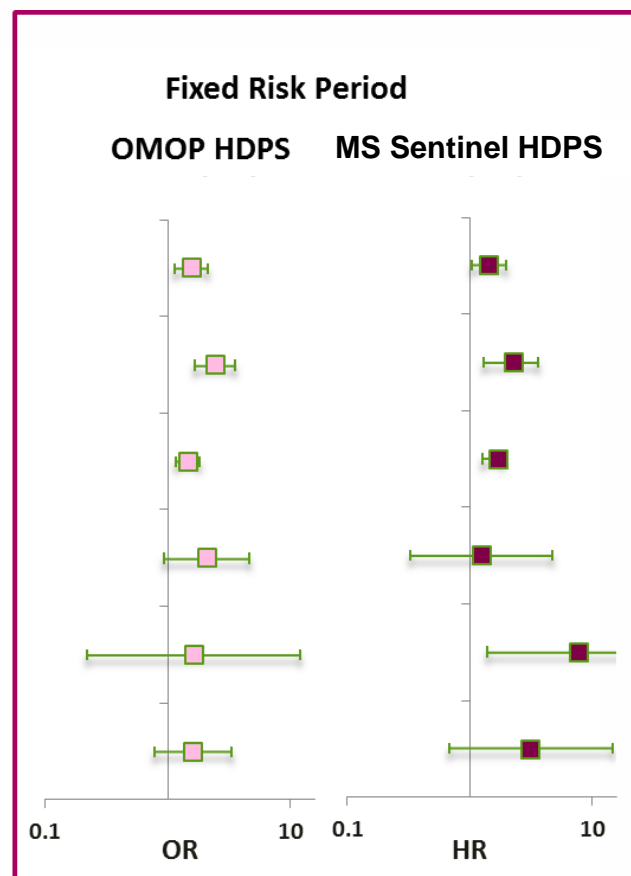 Fixed Risk Period
OMOP HDPS
MS Sentinel HDPS
0.1
10
0.1
10
OR
HR